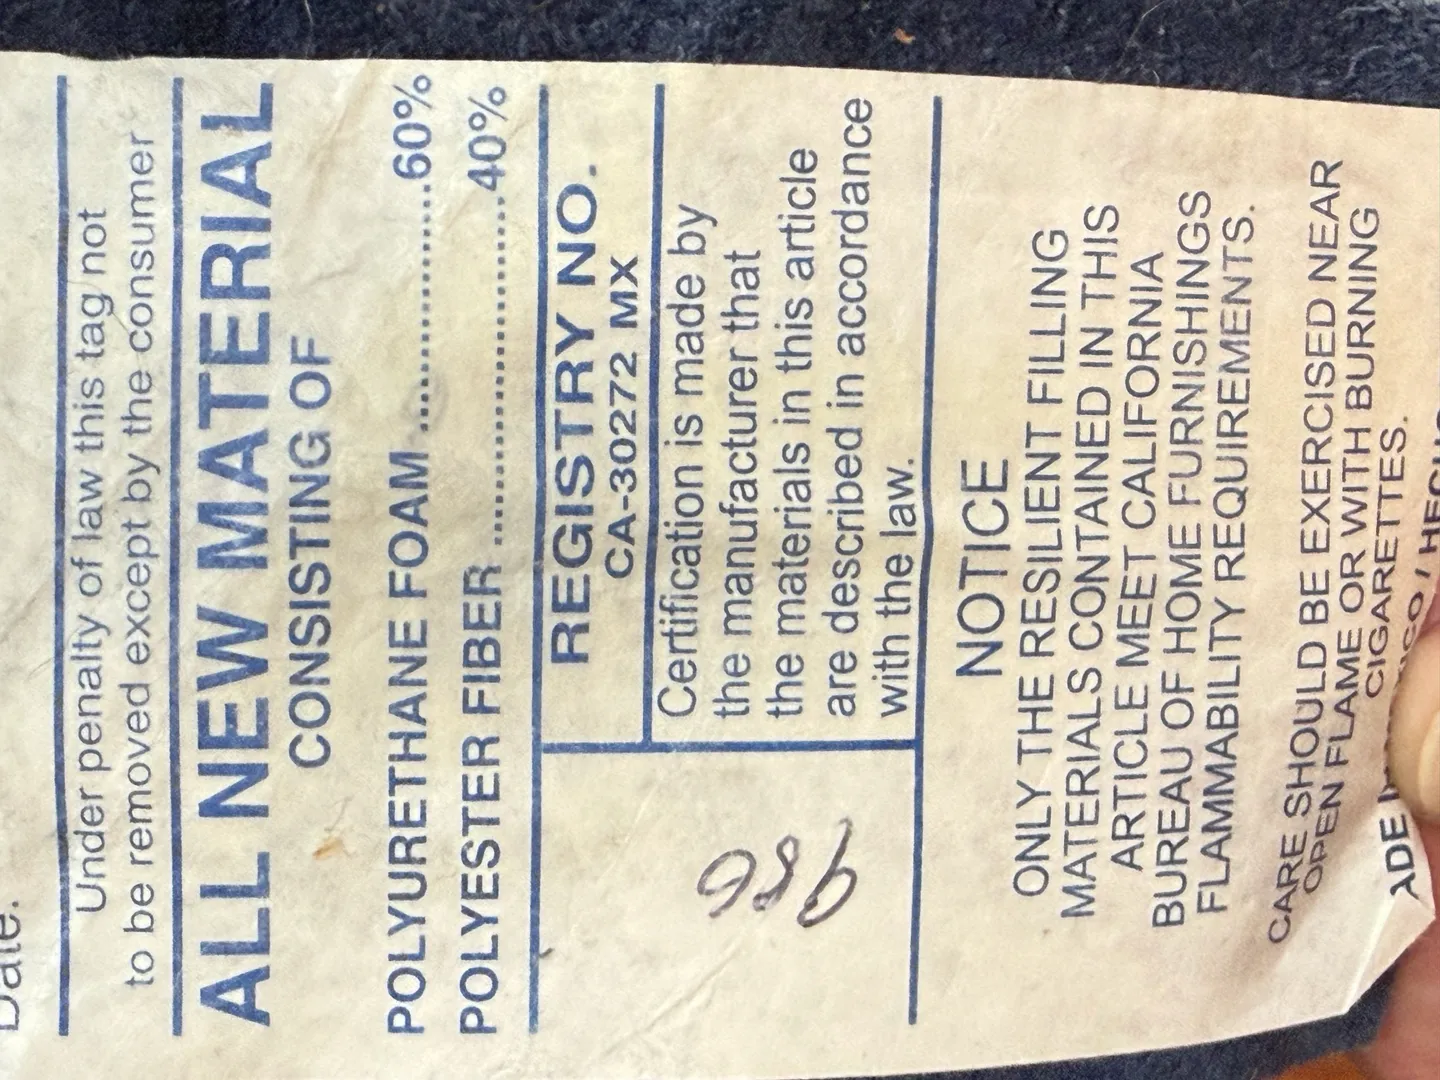 Date:
Under penalty of law this tag not
to be removed except by the consumer
ALL NEW MATERIAL
CONSISTING OF
POLYURETHANE FOAM..............60%
POLYESTER FIBER....................40%
REGISTRY NO.
CA-30272 MX
Certification is made by
the manufacturer that
the materials in this article
are described in accordance
with the law.
986
NOTICE
ONLY THE RESILIENT FILLING
MATERIALS CONTAINED IN THIS
ARTICLE MEET CALIFORNIA
BUREAU OF HOME FURNISHINGS
FLAMMABILITY REQUIREMENTS.
CARE SHOULD BE EXERCISED NEAR
OPEN FLAME OR WITH BURNING
CIGARETTES.